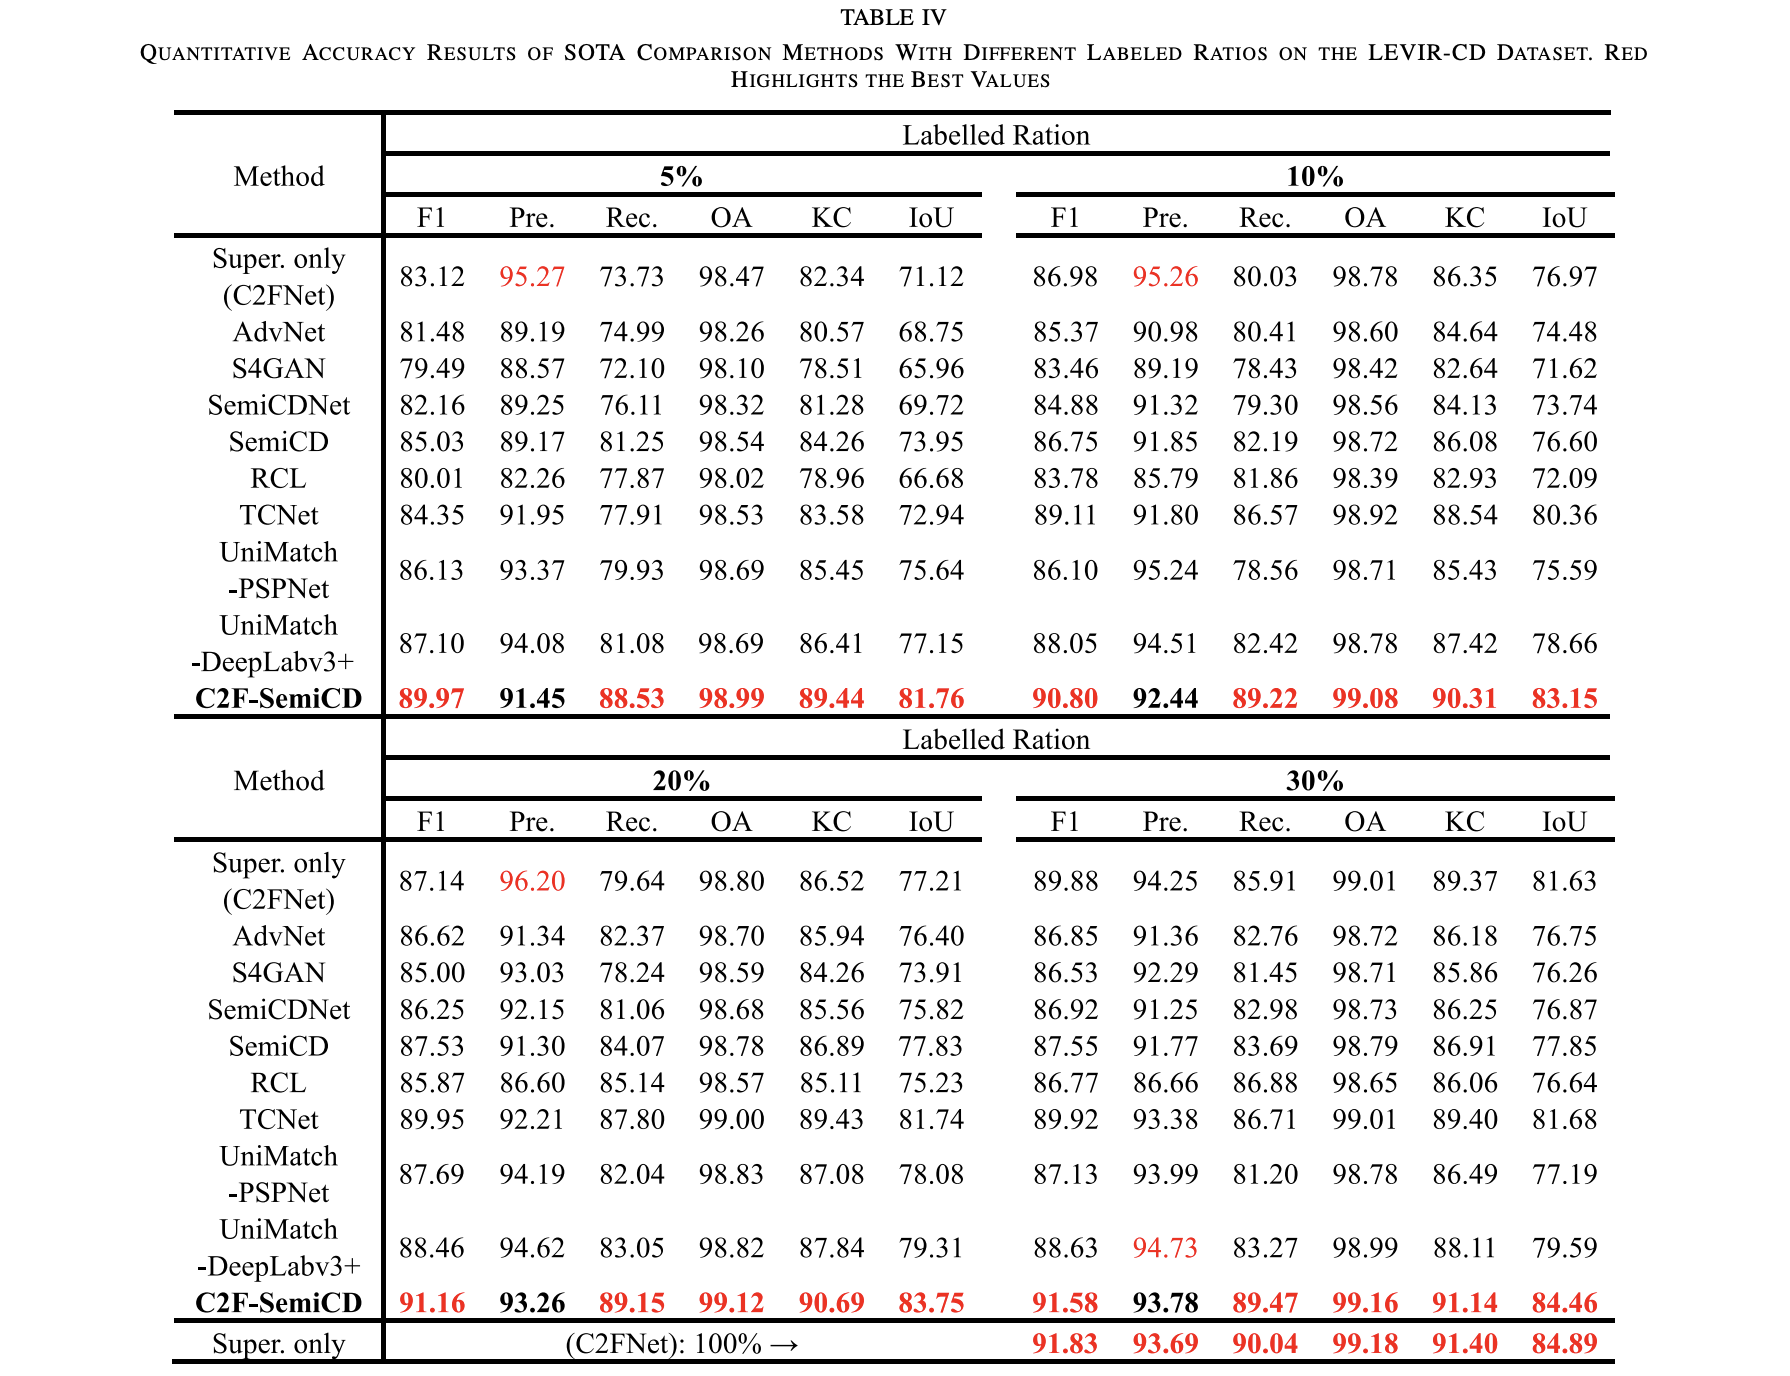 TABLE IV
QUANTITATIVE ACCURACY RESULTS OF SOTA COMPARISON METHODS WITH DIFFERENT LABELED RATIOS ON THE LEVIR-CD DATASET. RED
HIGHLIGHTS THE BEST VALUES
Method Labelled Ration
5% 10%
F1 Pre. Rec. OA KC IoU F1 Pre. Rec. OA KC IoU
Super. only
(C2FNet) 83.12 95.27 73.73 98.47 82.34 71.12 86.98 95.26 80.03 98.78 86.35 76.97
AdvNet 81.48 89.19 74.99 98.26 80.57 68.75 85.37 90.98 80.41 98.60 84.64 74.48
S4GAN 79.49 88.57 72.10 98.10 78.51 65.96 83.46 89.19 78.43 98.42 82.64 71.62
SemiCDNet 82.16 89.25 76.11 98.32 81.28 69.72 84.88 91.32 79.30 98.56 84.13 73.74
SemiCD 85.03 89.17 81.25 98.54 84.26 73.95 86.75 91.85 82.19 98.72 86.08 76.60
RCL 80.01 82.26 77.87 98.02 78.96 66.68 83.78 85.79 81.86 98.39 82.93 72.09
TCNet 84.35 91.95 77.91 98.53 83.58 72.94 89.11 91.80 86.57 98.92 88.54 80.36
UniMatch
-PSPNet 86.13 93.37 79.93 98.69 85.45 75.64 86.10 95.24 78.56 98.71 85.43 75.59
UniMatch
-DeepLabv3+ 87.10 94.08 81.08 98.69 86.41 77.15 88.05 94.51 82.42 98.78 87.42 78.66
C2F-SemiCD 89.97 91.45 88.53 98.99 89.44 81.76 90.80 92.44 89.22 99.08 90.31 83.15
Method Labelled Ration
20% 30%
F1 Pre. Rec. OA KC IoU F1 Pre. Rec. OA KC IoU
Super. only
(C2FNet) 87.14 96.20 79.64 98.80 86.52 77.21 89.88 94.25 85.91 99.01 89.37 81.63
AdvNet 86.62 91.34 82.37 98.70 85.94 76.40 86.85 91.36 82.76 98.72 86.18 76.75
S4GAN 85.00 93.03 78.24 98.59 84.26 73.91 86.53 92.29 81.45 98.71 85.86 76.26
SemiCDNet 86.25 92.15 81.06 98.68 85.56 75.82 86.92 91.25 82.98 98.73 86.25 76.87
SemiCD 87.53 91.30 84.07 98.78 86.89 77.83 87.55 91.77 83.69 98.79 86.91 77.85
RCL 85.87 86.60 85.14 98.57 85.11 75.23 86.77 86.66 86.88 98.65 86.06 76.64
TCNet 89.95 92.21 87.80 99.00 89.43 81.74 89.92 93.38 86.71 99.01 89.40 81.68
UniMatch
-PSPNet 87.69 94.19 82.04 98.83 87.08 78.08 87.13 93.99 81.20 98.78 86.49 77.19
UniMatch
-DeepLabv3+ 88.46 94.62 83.05 98.82 87.84 79.31 88.63 94.73 83.27 98.99 88.11 79.59
C2F-SemiCD 91.16 93.26 89.15 99.12 90.69 83.75 91.58 93.78 89.47 99.16 91.14 84.46
Super. only (C2FNet): 100% → 91.83 93.69 90.04 99.18 91.40 84.89